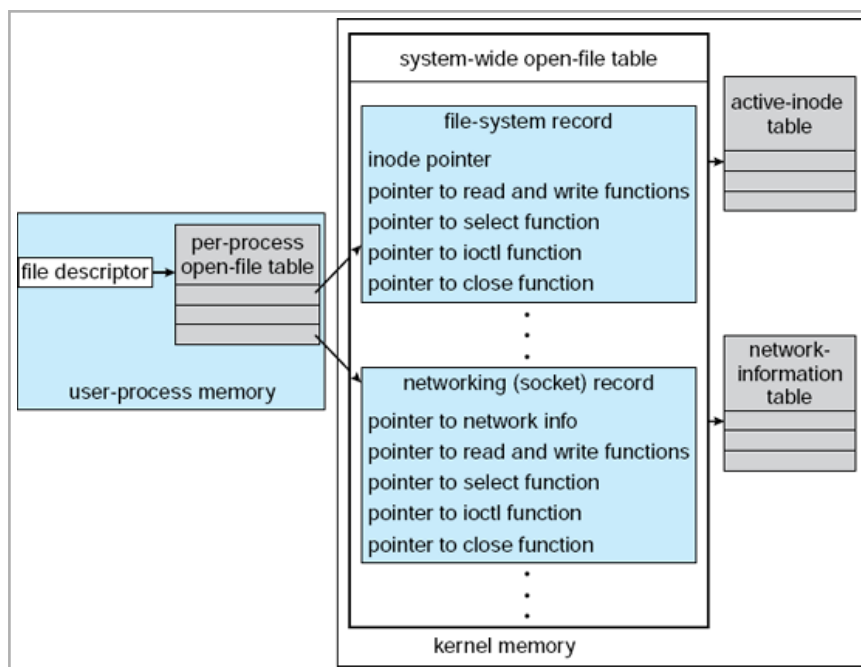 system-wide open-file table
file-system record
inode pointer
pointer to read and write functions
pointer to select function
pointer to ioctl function
pointer to close function
active-inode
table
file descriptor
per-process
open-file table
user-process memory
networking (socket) record
pointer to network info
pointer to read and write functions
pointer to select function
pointer to ioctl function
pointer to close function
network-
information
table
kernel memory